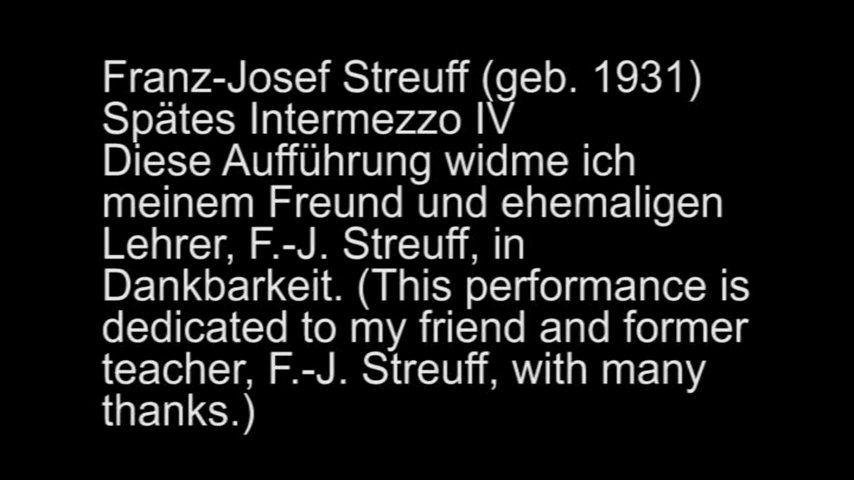 Franz-Josef Streuff (geb. 1931)
Spätes Intermezzo IV
Diese Aufführung widme ich
meinem Freund und ehemaligen
Lehrer, F.-J. Streuff, in
Dankbarkeit. (This performance is
dedicated to my friend and former
teacher, F.-J. Streuff, with many
thanks.)